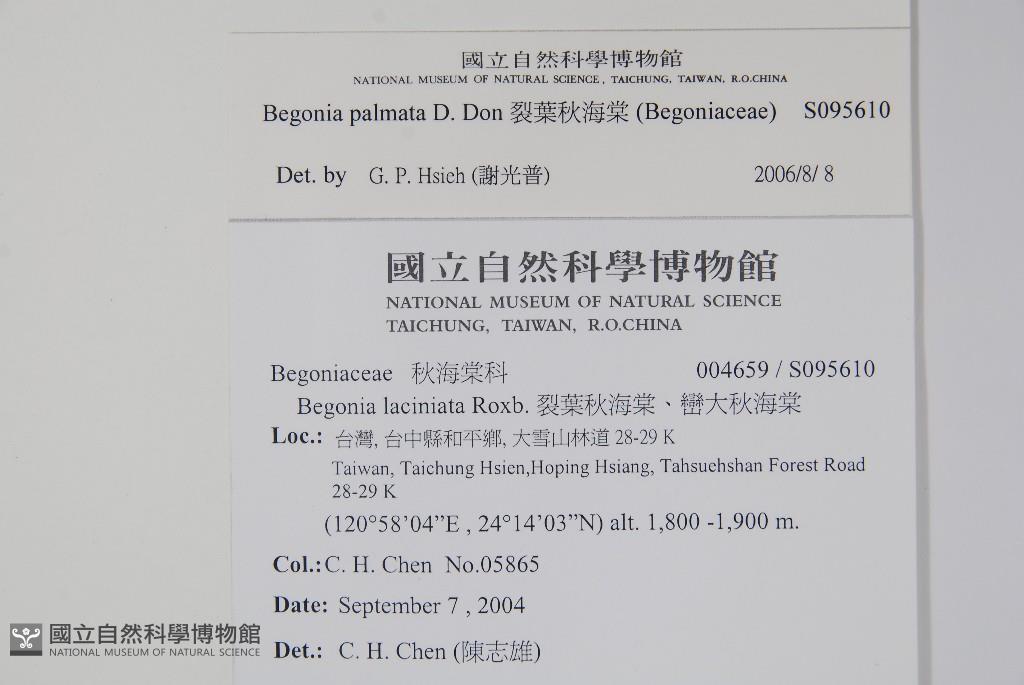 國立自然科學博物館
NATIONAL MUSEUM OF NATURAL SCIENCE, TAICHUNG, TAIWAN, R.O.CHINA
Begonia palmata D. Don 裂葉秋海棠 (Begoniaceae) S095610
Det. by G. P. Hsieh (謝光普) 2006/8/ 8
國立自然科學博物館
NATIONAL MUSEUM OF NATURAL SCIENCE
TAICHUNG, TAIWAN, R.O.CHINA
Begoniaceae 秋海棠科 004659 / S095610
Begonia laciniata Roxb. 裂葉秋海棠、巒大秋海棠
Loc.: 台灣, 台中縣和平鄉, 大雪山林道 28-29 K
Taiwan, Taichung Hsien,Hoping Hsiang, Tahsuehshan Forest Road
28-29 K
(120°58’04”E , 24°14’03”N) alt. 1,800 -1,900 m.
Col.:C. H. Chen No.05865
Date: September 7 , 2004
Det.: C. H. Chen (陳志雄)
國立自然科學博物館
NATIONAL MUSEUM OF NATURAL SCIENCE